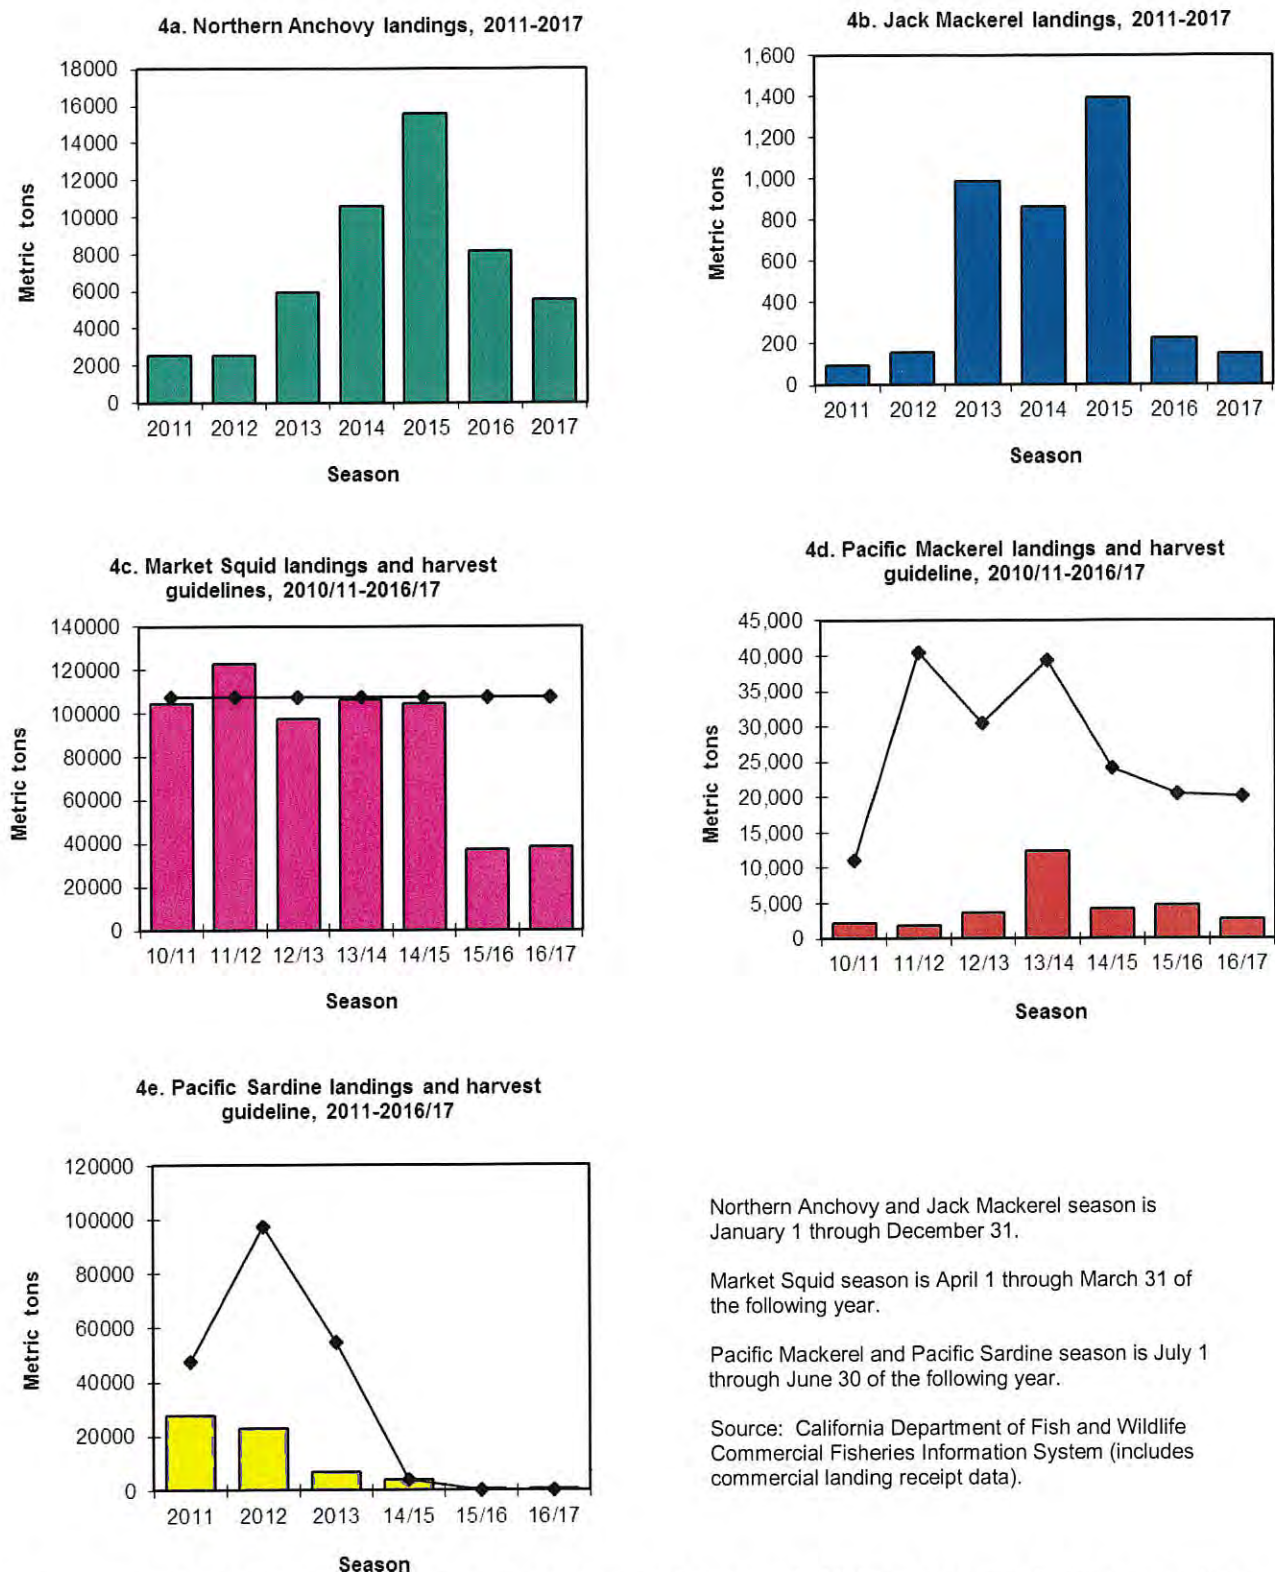 4a. Northern Anchovy landings, 2011-2017
18000
16000
14000
12000
10000
8000
6000
4000
2000
0
Metric tons
2011 2012 2013 2014 2015 2016 2017
Season
4b. Jack Mackerel landings, 2011-2017
1,600
1,400
1,200
1,000
800
600
400
200
0
Metric tons
2011 2012 2013 2014 2015 2016 2017
Season
4c. Market Squid landings and harvest
guidelines, 2010/11-2016/17
140000
120000
100000
80000
60000
40000
20000
0
Metric tons
10/11 11/12 12/13 13/14 14/15 15/16 16/17
Season
4d. Pacific Mackerel landings and harvest
guideline, 2010/11-2016/17
45,000
40,000
35,000
30,000
25,000
20,000
15,000
10,000
5,000
0
Metric tons
10/11 11/12 12/13 13/14 14/15 15/16 16/17
Season
4e. Pacific Sardine landings and harvest
guideline, 2011-2016/17
120000
100000
80000
60000
40000
20000
0
Metric tons
2011 2012 2013 14/15 15/16 16/17
Season
Northern Anchovy and Jack Mackerel season is
January 1 through December 31.
Market Squid season is April 1 through March 31 of
the following year.
Pacific Mackerel and Pacific Sardine season is July 1
through June 30 of the following year.
Source: California Department of Fish and Wildlife
Commercial Fisheries Information System (includes
commercial landing receipt data).